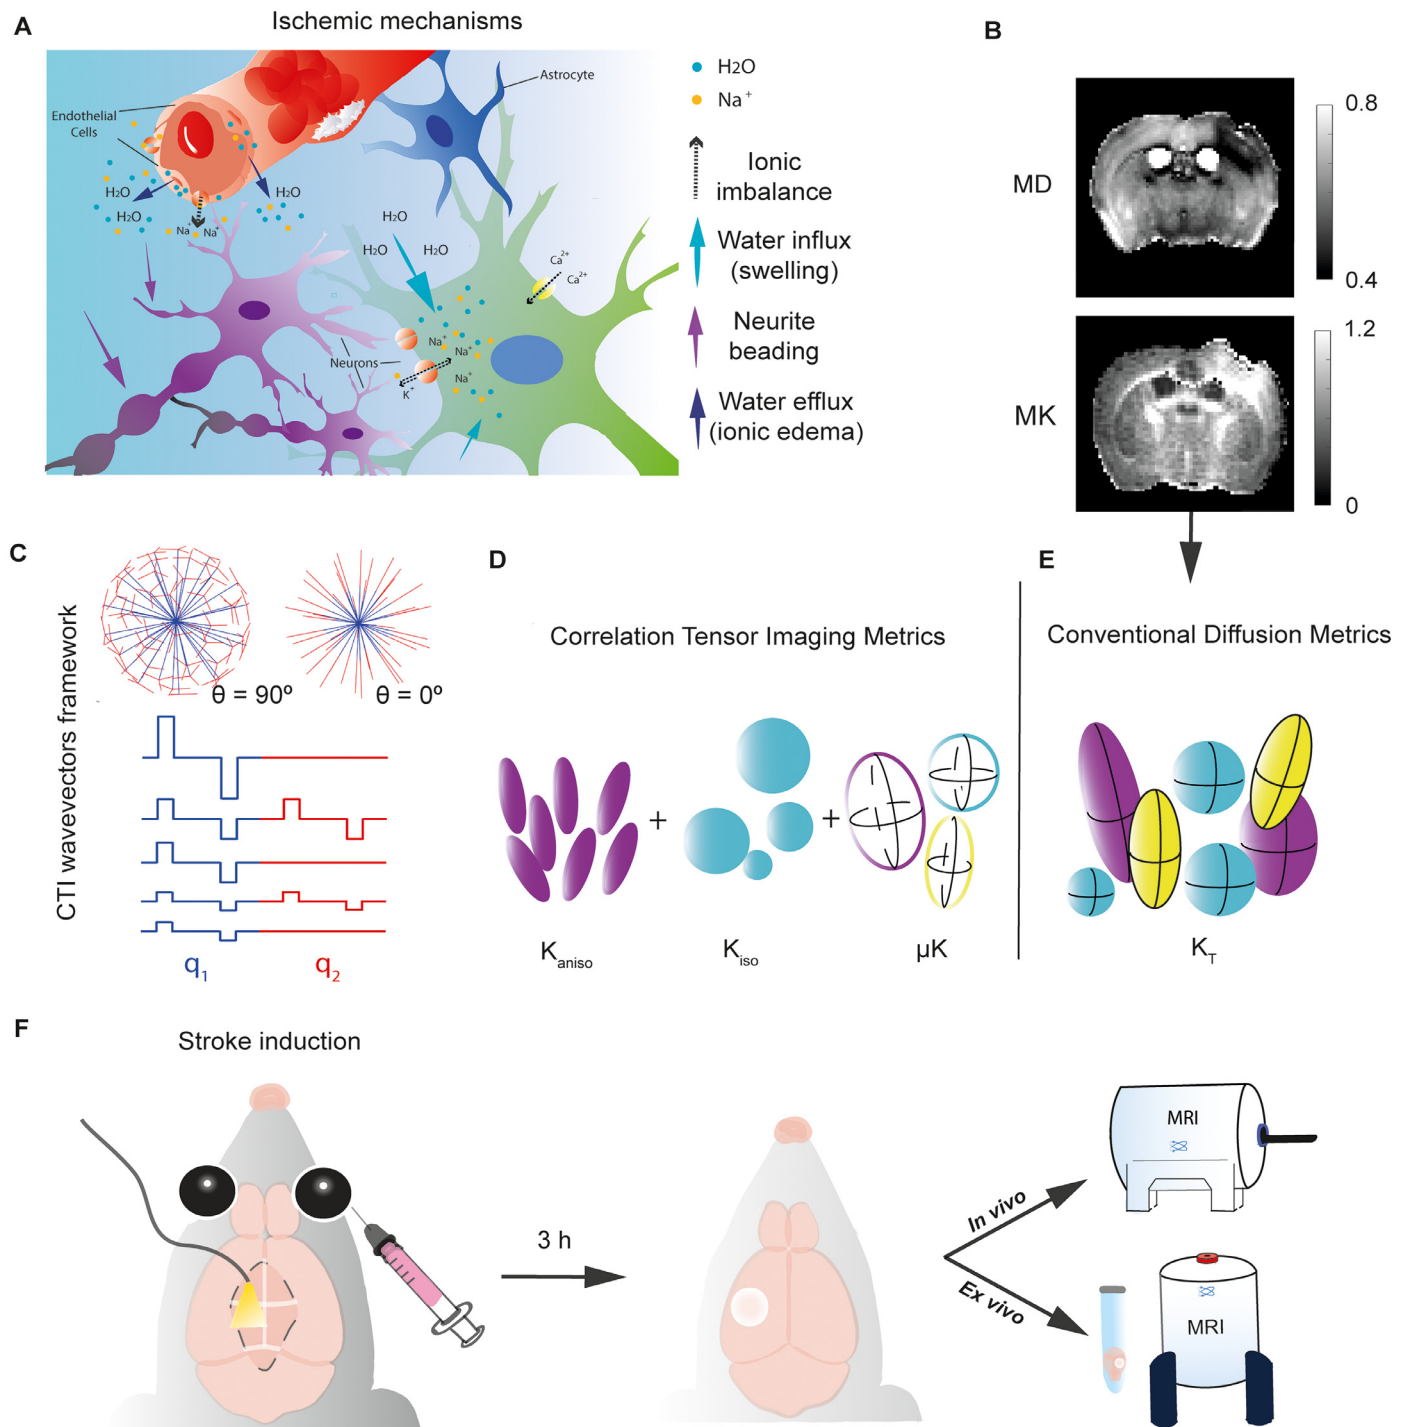 A
Ischemic mechanisms
Endothelial
Cells
Astrocyte
H2O
H2O
H2O
Na+ Na+
H2O
H2O H2O
Ca2+
Ca2+
Neurons
Na+
Na+
Na+
K+
H2O
Na+
Ionic
imbalance
Water influx
(swelling)
Neurite
beading
Water efflux
(ionic edema)
B
MD
0.8
0.4
MK
1.2
0
C
CTI wavevectors framework
θ = 90º
θ = 0º
q1
q2
D
Correlation Tensor Imaging Metrics
+
+
Kaniso
Kiso
µK
E
Conventional Diffusion Metrics
KT
F
Stroke induction
3 h
In vivo
Ex vivo
MRI
MRI